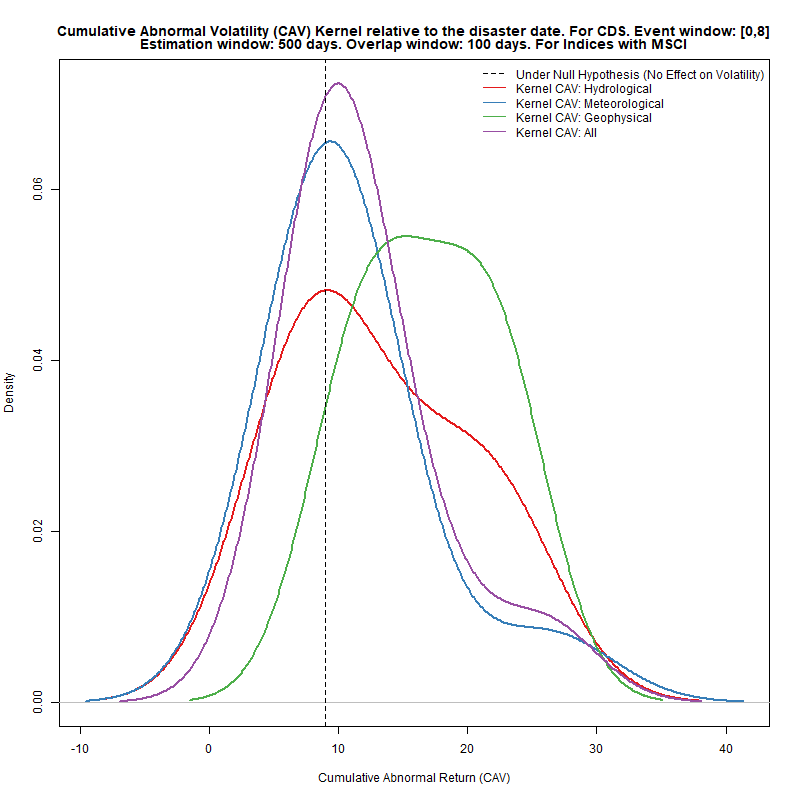 Cumulative Abnormal Volatility (CAV) Kernel relative to the disaster date. For CDS. Event window: [0,8]
Estimation window: 500 days. Overlap window: 100 days. For Indices with MSCI
Under Null Hypothesis (No Effect on Volatility)
Kernel CAV: Hydrological
Kernel CAV: Meteorological
Kernel CAV: Geophysical
Kernel CAV: All
Density
0.06
0.04
0.02
0.00
-10 0 10 20 30 40
Cumulative Abnormal Return (CAV)